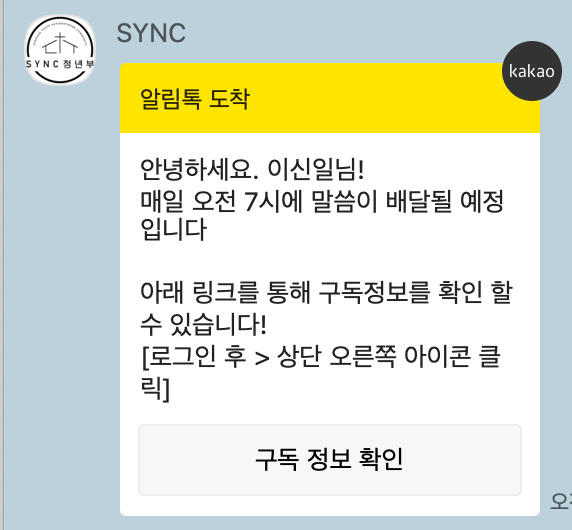 SYNC 청년부
SYNC
kakao
알림톡 도착
안녕하세요. 이신일님!
매일 오전 7시에 말씀이 배달될 예정
입니다
아래 링크를 통해 구독정보를 확인 할
수 있습니다!
[로그인 후 > 상단 오른쪽 아이콘 클
릭]
구독 정보 확인